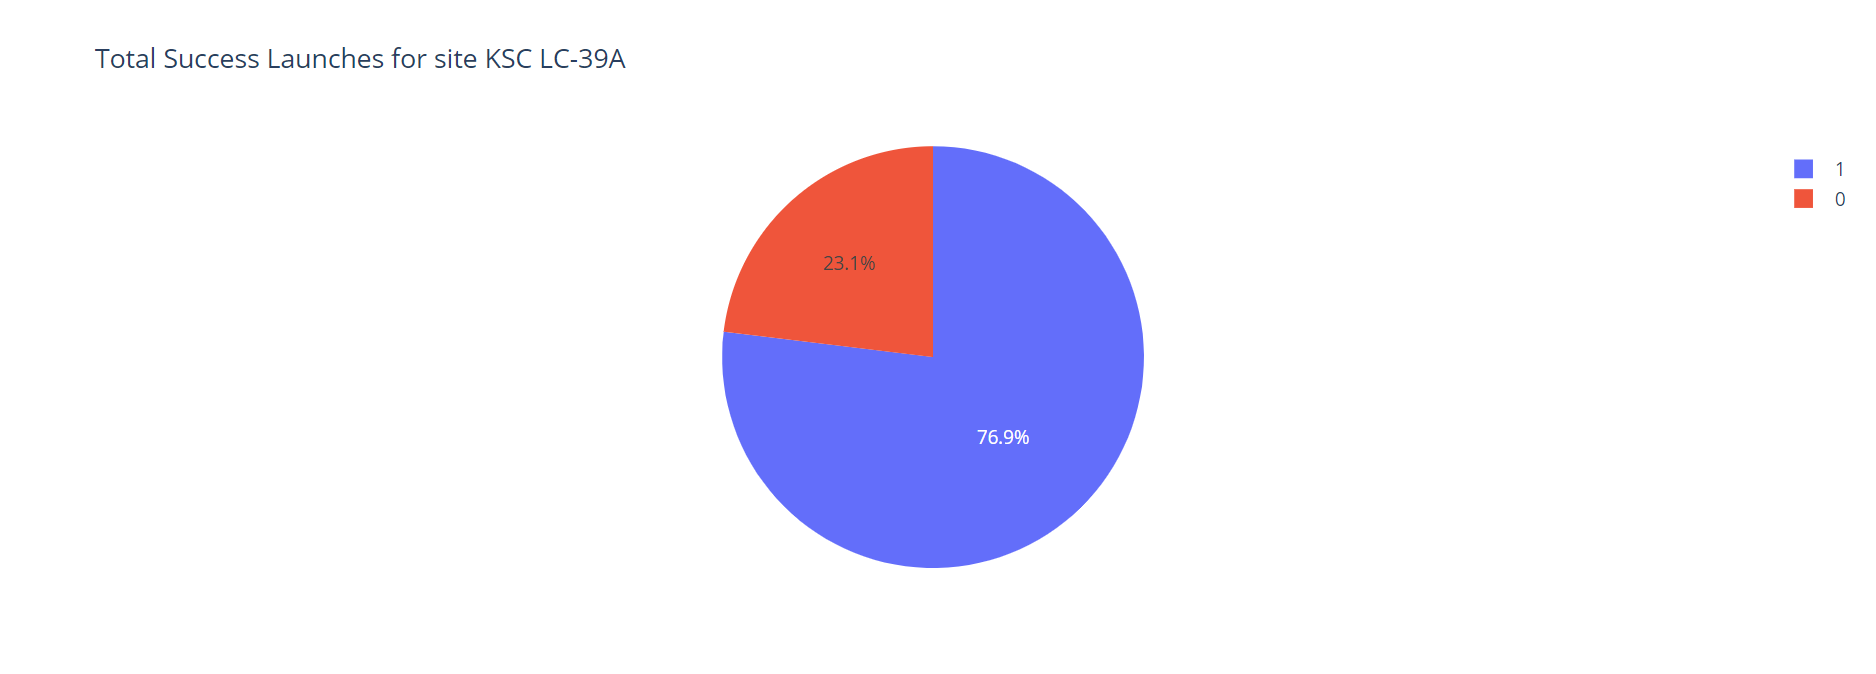 Total Success Launches for site KSC LC-39A
1
0
23.1%
76.9%